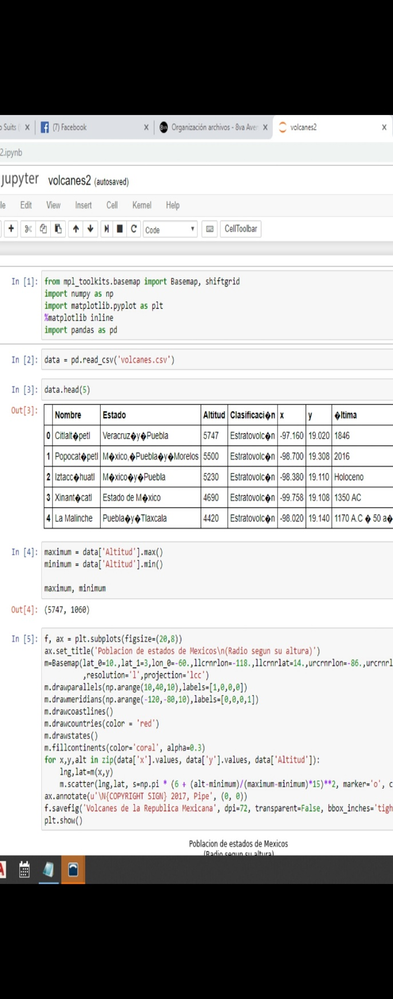 Suits
(7) Facebook
Organización archivos - 8va Aven
volcanes2
2.ipynb
jupyter volcanes2 (autosaved)
Edit View Insert Cell Kernel Help
Code CellToolbar
In [1]: from mpl_toolkits.basemap import Basemap, shiftgrid
import numpy as np
import matplotlib.pyplot as plt
%matplotlib inline
import pandas as pd
In [2]: data = pd.read_csv('volcanes.csv')
In [3]: data.head(5)
Out[3]: Nombre Estado Altitud Clasificaci�n x y �ltima
0 Citlalt�petl Veracruz�y�Puebla 5747 Estratovolc�n -97.160 19.020 1846
1 Popocat�petl M�xico,�Puebla�y�Morelos 5500 Estratovolc�n -98.700 19.308 2016
2 Iztacc�huatl M�xico�y�Puebla 5230 Estratovolc�n -98.380 19.110 Holoceno
3 Xinant�catl Estado de M�xico 4690 Estratovolc�n -99.758 19.108 1350 AC
4 La Malinche Puebla�y�Tlaxcala 4420 Estratovolc�n -98.020 19.140 1170 A.C � 50 a�
In [4]: maximum = data['Altitud'].max()
minimum = data['Altitud'].min()
maximum, minimum
Out[4]: (5747, 1060)
In [5]: f, ax = plt.subplots(figsize=(20,8))
ax.set_title('Poblacion de estados de Mexicos\n(Radio segun su altura)')
m=Basemap(lat_0=10.,lat_1=3,lon_0=-60.,llcrnrlon=-118.,llcrnrlat=14.,urcrnrlon=-86.,urcrnrl
,resolution='l',projection='lcc')
m.drawparallels(np.arange(10,40,10),labels=[1,0,0,0])
m.drawmeridians(np.arange(-120,-80,10),labels=[0,0,0,1])
m.drawcoastlines()
m.drawcountries(color = 'red')
m.drawstates()
m.fillcontinents(color='coral', alpha=0.3)
for x,y,alt in zip(data['x'].values, data['y'].values, data['Altitud']):
lng,lat=m(x,y)
m.scatter(lng,lat, s=np.pi * (6 + (alt-minimum)/(maximum-minimum)*15)**2, marker='o', c
ax.annotate(u'\N{COPYRIGHT SIGN} 2017, Pipe', (0, 0))
f.savefig('Volcanes de la Republica Mexicana', dpi=72, transparent=False, bbox_inches='tigh
plt.show()
Poblacion de estados de Mexicos
(Radio segun su altura)